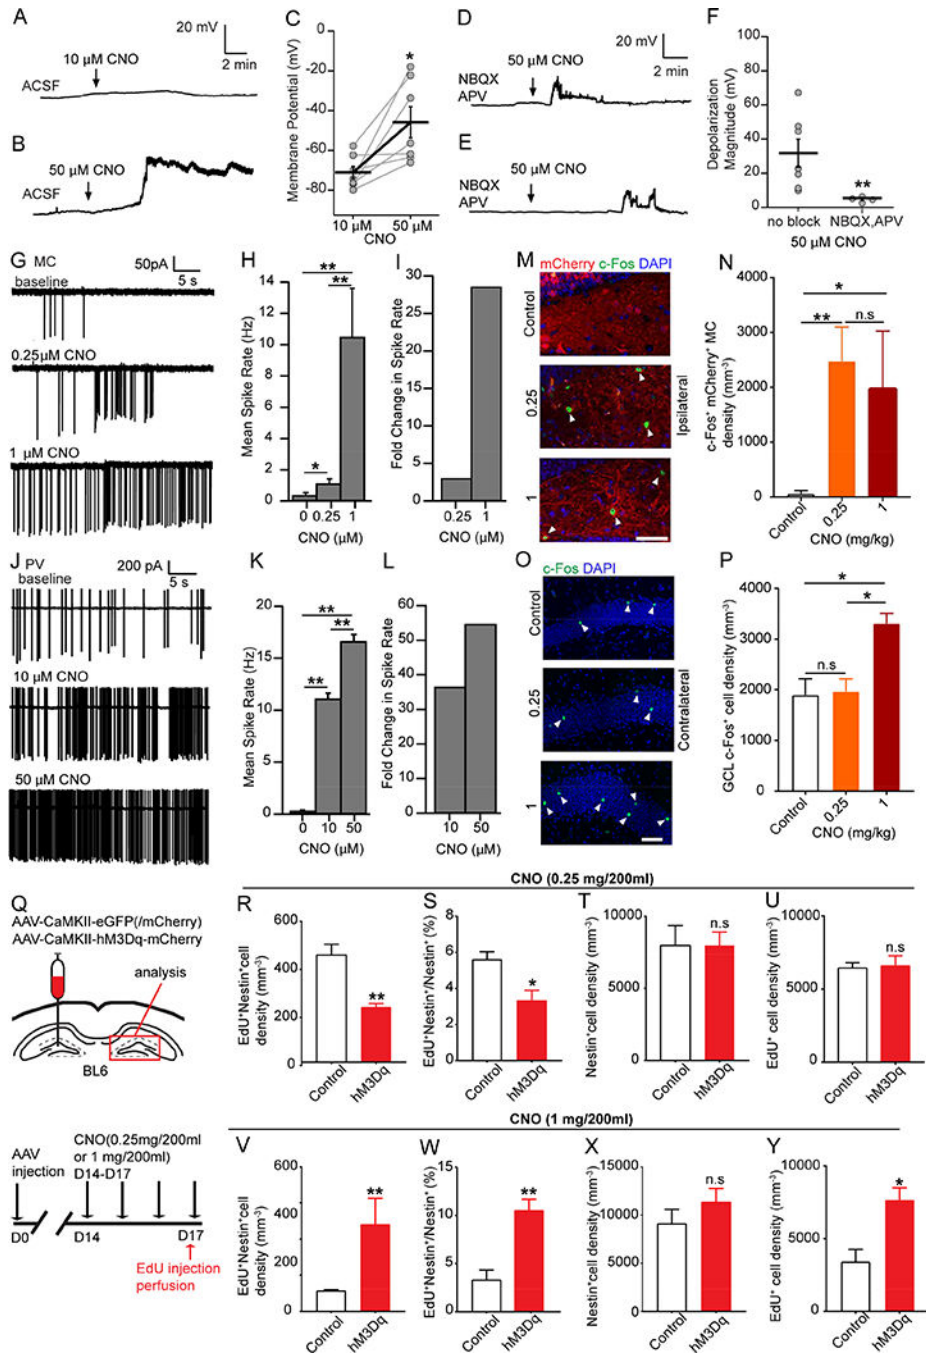 A
20 mV
2 min
10 µM CNO
ACSF
B
50 µM CNO
ACSF
C
Membrane Potential (mV)
0
-20
-40
-60
-80
*
10 µM
50 µM
CNO
D
20 mV
2 min
50 µM CNO
NBQX
APV
E
50 µM CNO
NBQX
APV
F
Depolarization
Magnitude (mV)
80
60
40
20
0
**
no block
NBQX,APV
50 µM CNO
G
MC
50pA
5 s
baseline
0.25µM CNO
1 µM CNO
H
Mean Spike Rate (Hz)
16
14
12
10
8
6
4
2
0
**
**
*
0 0.25 1
CNO (µM)
I
Fold Change in Spike Rate
30
25
20
15
10
5
0
0.25 1
CNO (µM)
M
mCherry c-Fos DAPI
Control
0.25
1
Ipsilateral
N
c-Fos⁺ mCherry⁺ MC
density (mm⁻³)
4000
3000
2000
1000
0
*
**
n.s
Control
0.25
1
CNO (mg/kg)
J
PV
200 pA
5 s
baseline
10 µM CNO
50 µM CNO
K
Mean Spike Rate (Hz)
20
15
10
5
0
**
**
**
0 10 50
CNO (µM)
L
Fold Change in Spike Rate
60
50
40
30
20
10
0
10 50
CNO (µM)
O
c-Fos DAPI
Control
0.25
1
Contralateral
P
GCL c-Fos⁺ cell density (mm⁻³)
4000
3000
2000
1000
0
*
*
n.s
Control
0.25
1
CNO (mg/kg)
Q
AAV-CaMKII-eGFP(/mCherry)
AAV-CaMKII-hM3Dq-mCherry
analysis
BL6
AAV
injection
CNO(0.25mg/200ml
or 1 mg/200ml)
D14-D17
D0
D14
D17
EdU injection
perfusion
CNO (0.25 mg/200ml)
R
EdU⁺Nestin⁺cell
density (mm⁻³)
600
400
200
0
**
Control
hM3Dq
S
EdU⁺Nestin⁺/Nestin⁺ (%)
8
6
4
2
0
*
Control
hM3Dq
T
Nestin⁺cell density (mm⁻³)
10000
5000
0
n.s
Control
hM3Dq
U
EdU⁺ cell density (mm⁻³)
10000
5000
0
n.s
Control
hM3Dq
CNO (1 mg/200ml)
V
EdU⁺Nestin⁺cell
density (mm⁻³)
600
400
200
0
**
Control
hM3Dq
W
EdU⁺Nestin⁺/Nestin⁺ (%)
15
10
5
0
**
Control
hM3Dq
X
Nestin⁺cell density (mm⁻³)
15000
10000
5000
0
n.s
Control
hM3Dq
Y
EdU⁺ cell density (mm⁻³)
10000
5000
0
*
Control
hM3Dq